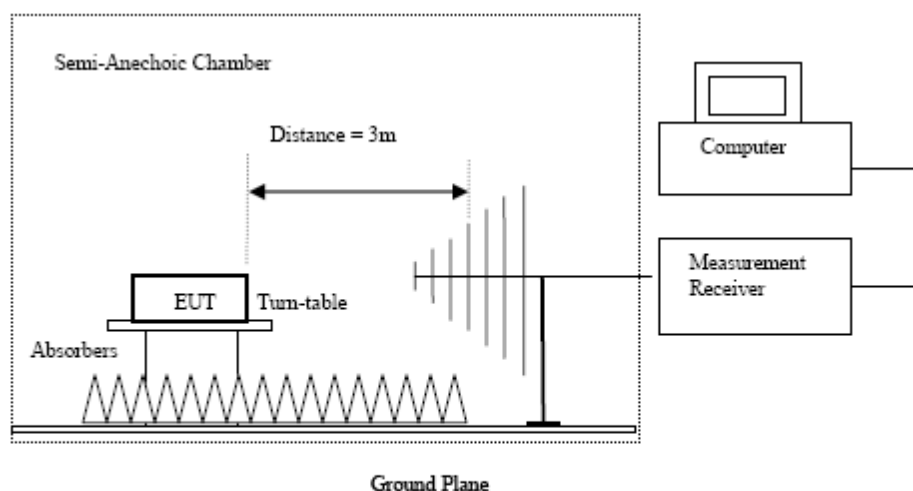 Semi-Anechoic Chamber
Distance = 3m
Computer
Measurement
Receiver
EUT
Turn-table
Absorbers
Ground Plane